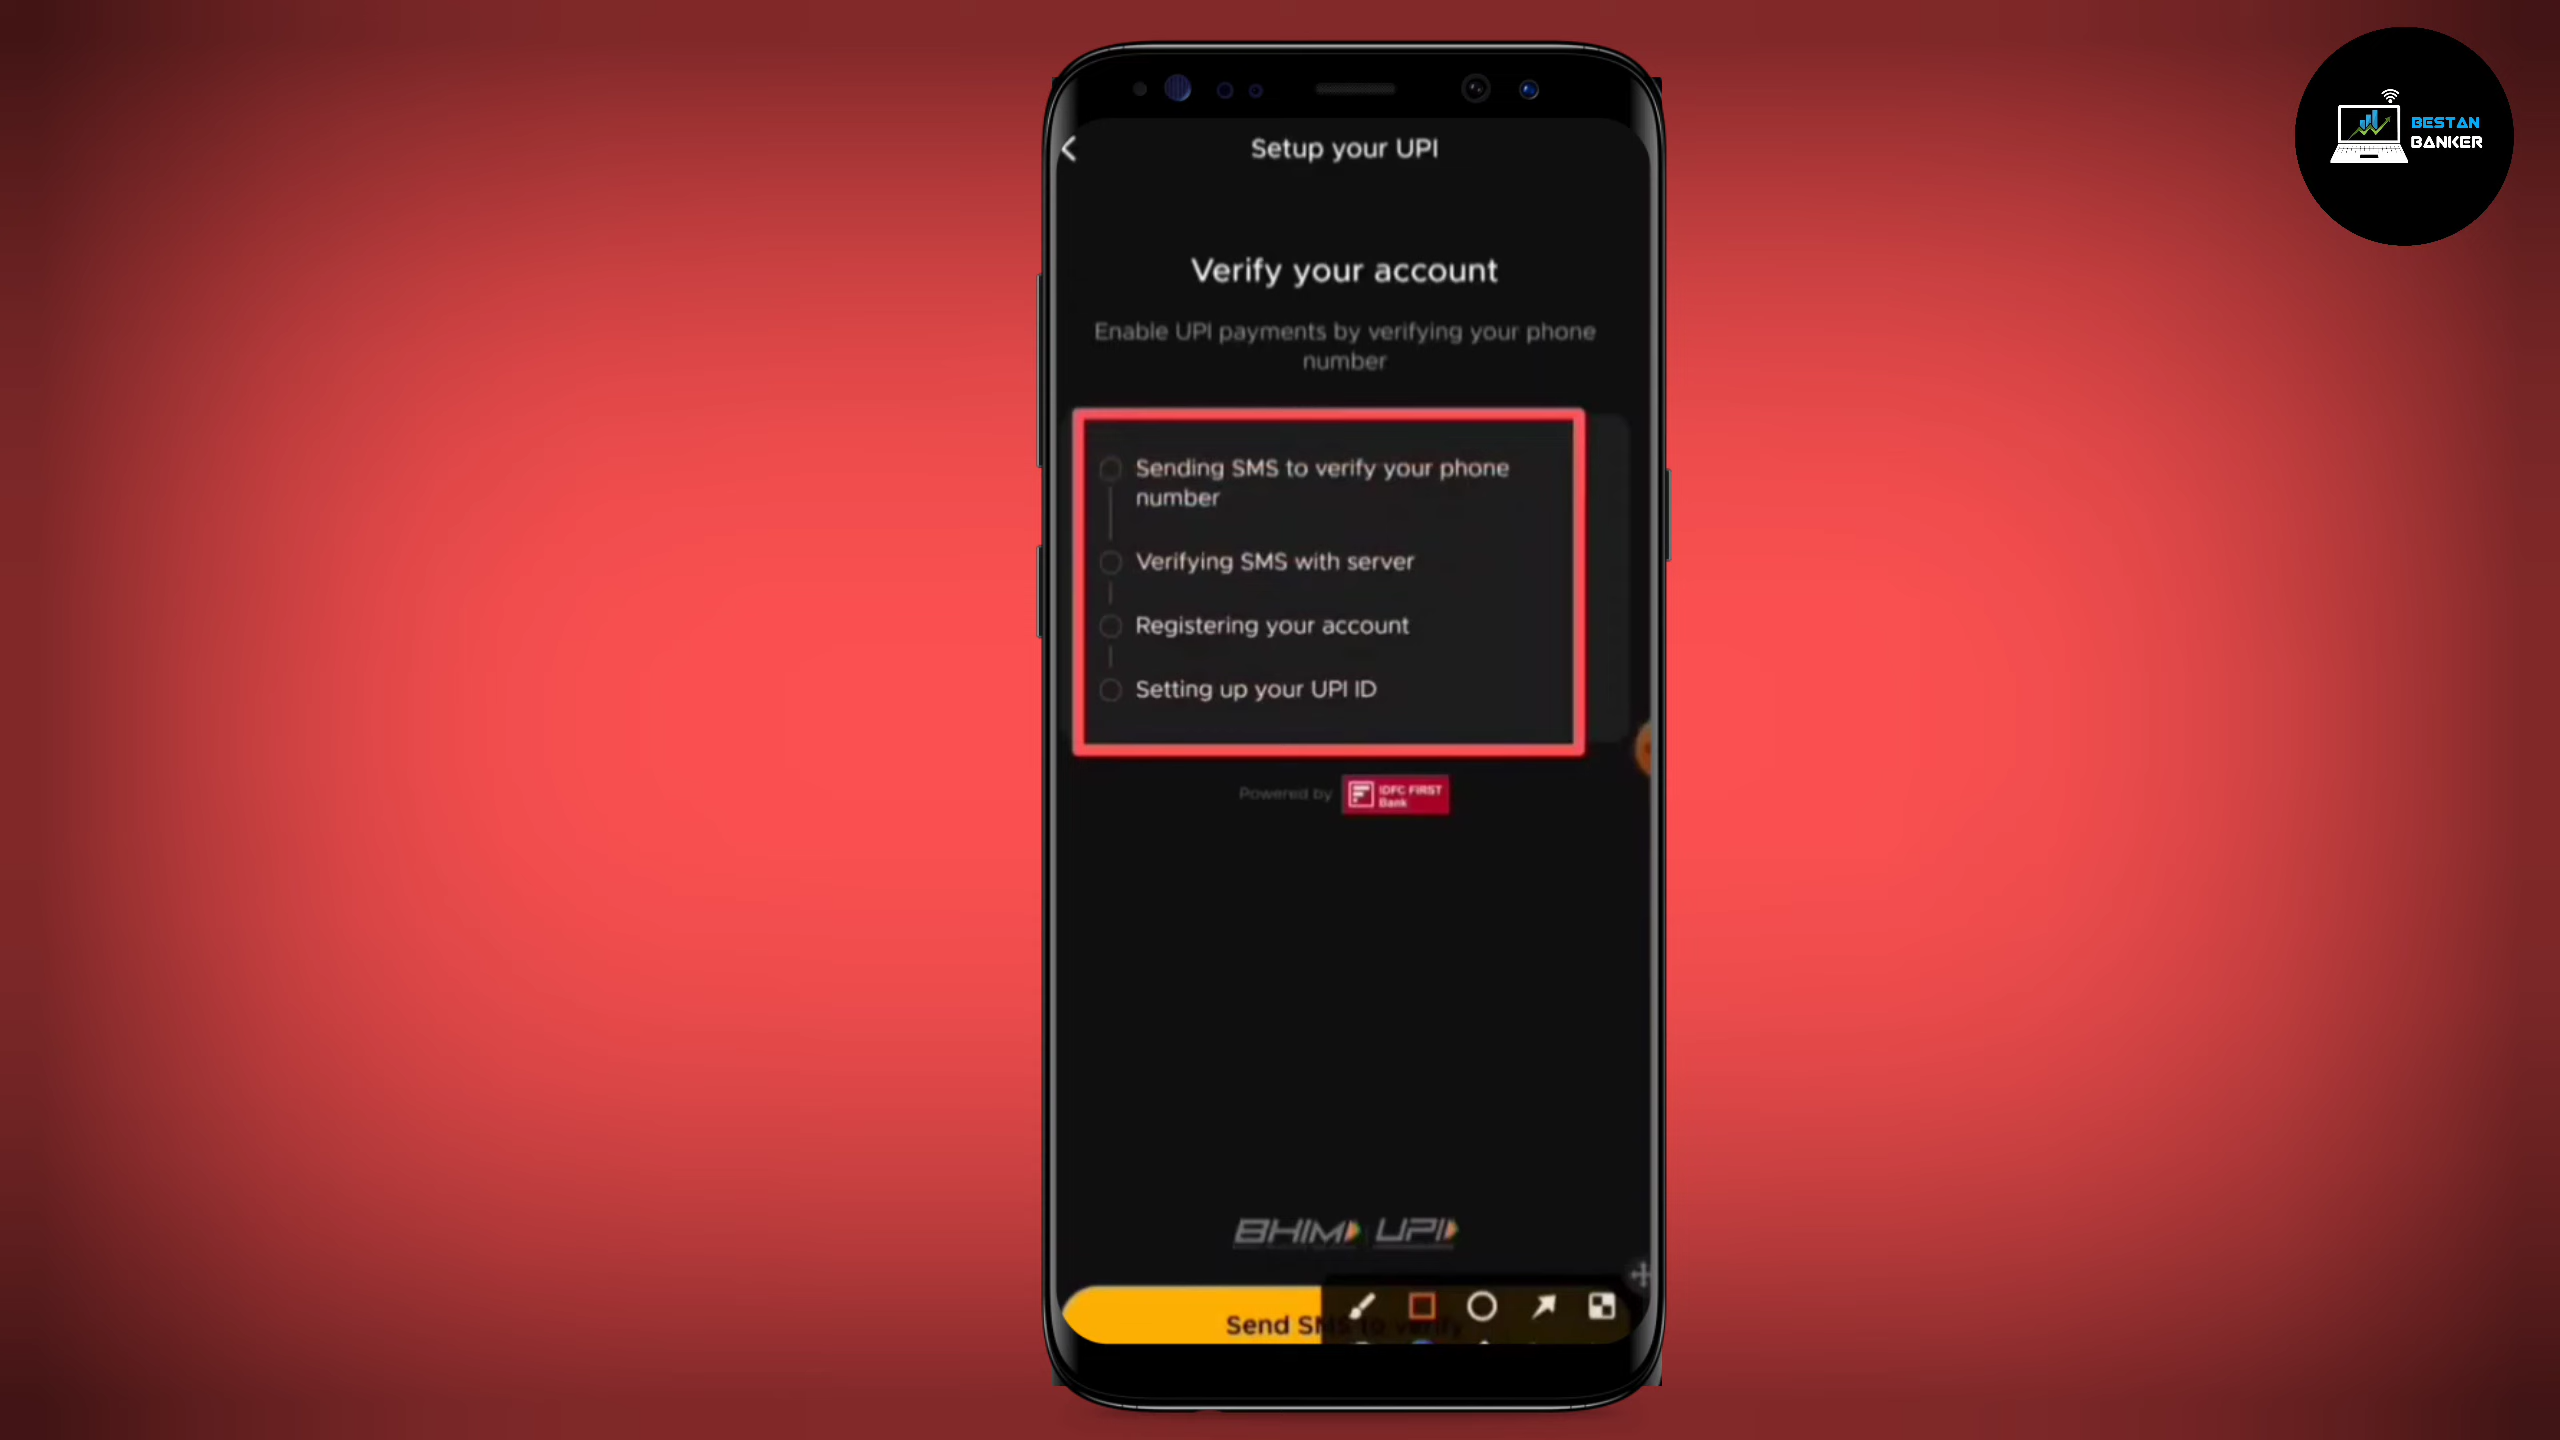 BESTAN
BANKER
Setup your UPI
Verify your account
Enable UPI payments by verifying your phone
number
Sending SMS to verify your phone
number
Verifying SMS with server
Registering your account
Setting up your UPI ID
Powered by
IDFC FIRST
Bank
BHIM UPI
Send SMS to verify